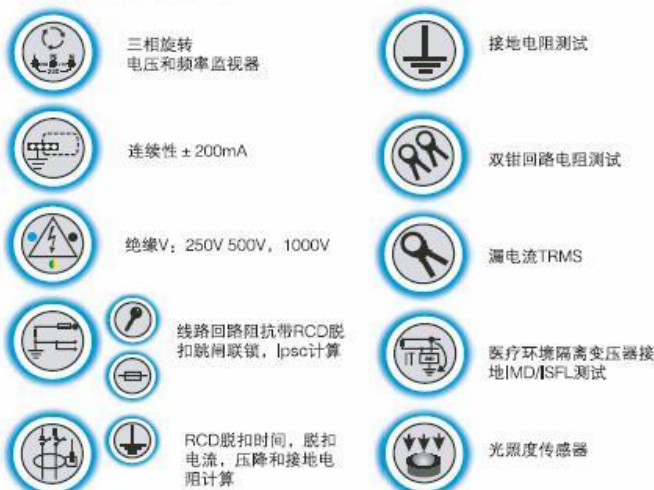 三相旋转
电压和频率监视器
连续性 ± 200mA
绝缘V：250V 500V，1000V
线路回路阻抗带RCD脱
扣跳闸联锁，Ipsc计算
RCD脱扣时间，脱扣
电流，压降和接地电
阻计算
接地电阻测试
双钳回路电阻测试
漏电流TRMS
医疗环境隔离变压器接
地IMD/ISFL测试
光照度传感器